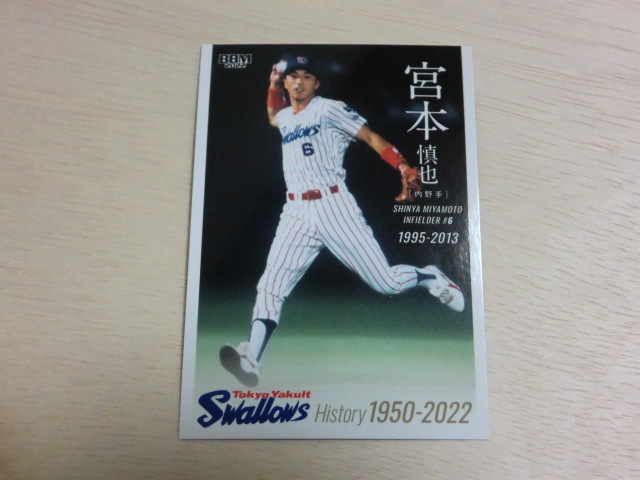 BBM
2022
宮本
慎也
[内野手]
SHINYA MIYAMOTO
INFIELDER #6
1995-2013
Swallows
6
Tokyo Yakult
Swallows History 1950-2022